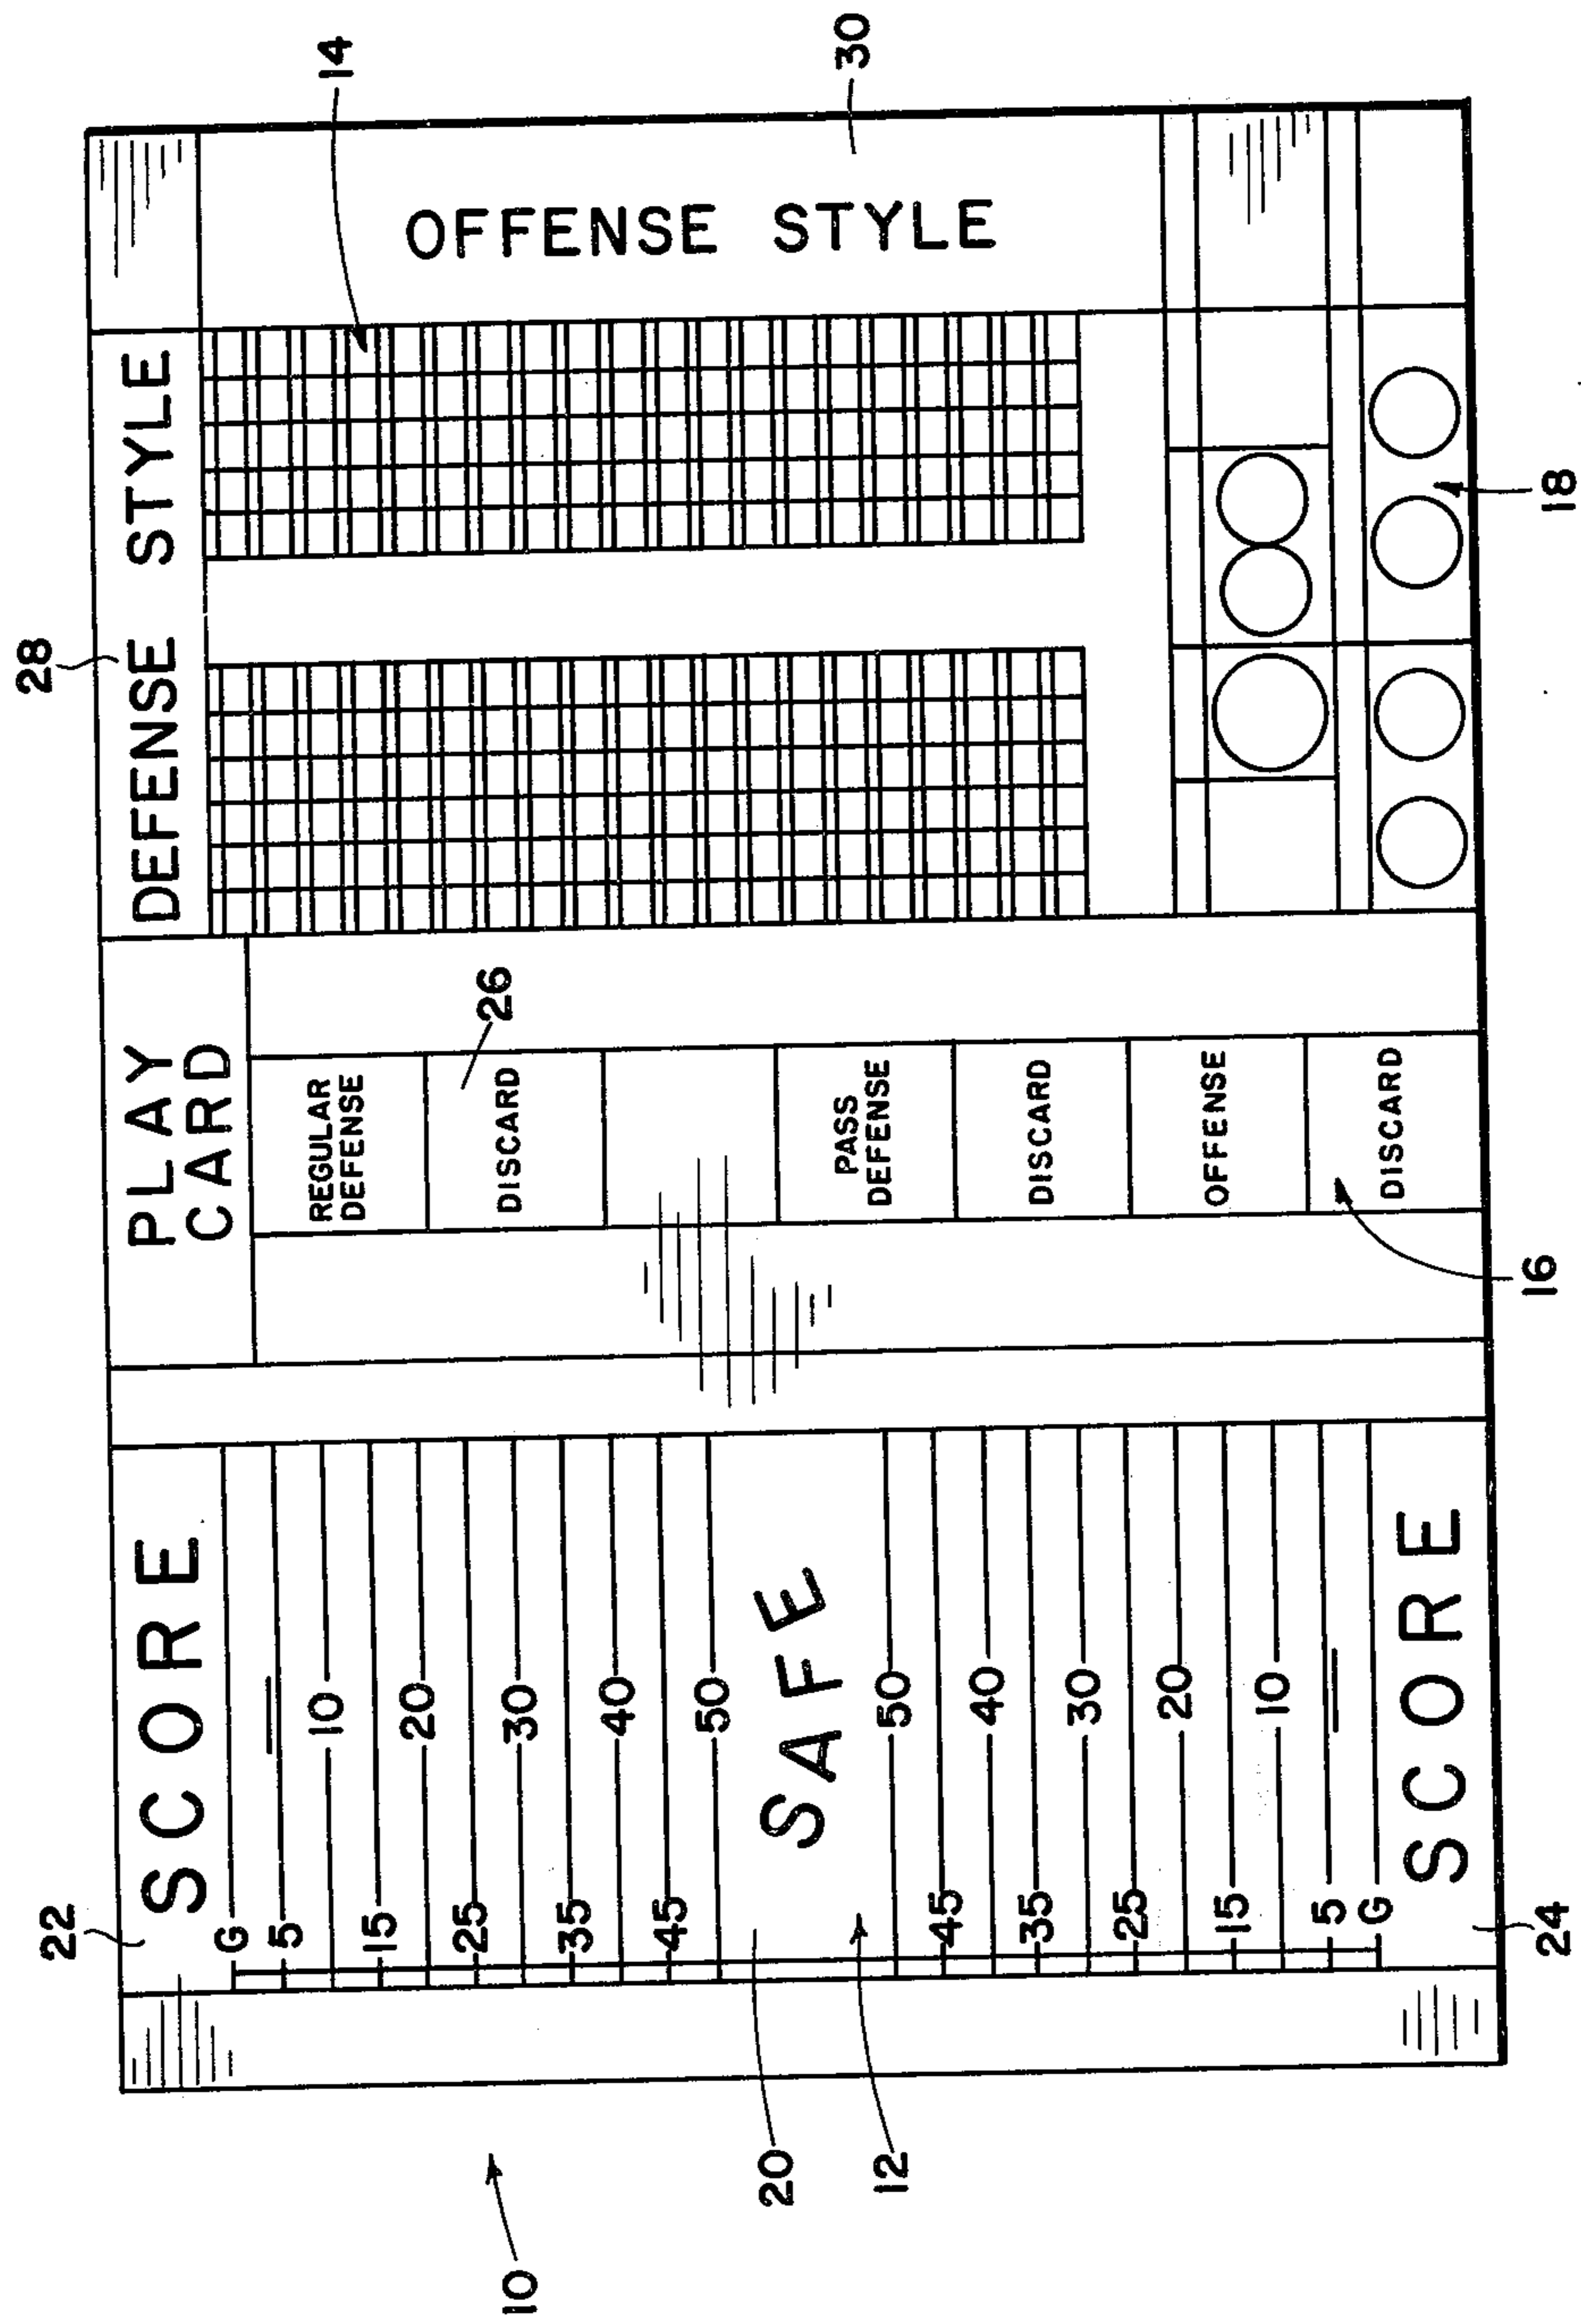 10
22
SCORE
G
5
10
15
20
25
30
35
40
45
50
20
SAFE
12
50
45
40
35
30
25
20
15
10
5
G
SCORE
24
PLAY
CARD
REGULAR
DEFENSE
DISCARD
26
PASS
DEFENSE
DISCARD
OFFENSE
DISCARD
16
28
DEFENSE STYLE
14
OFFENSE STYLE
30
18